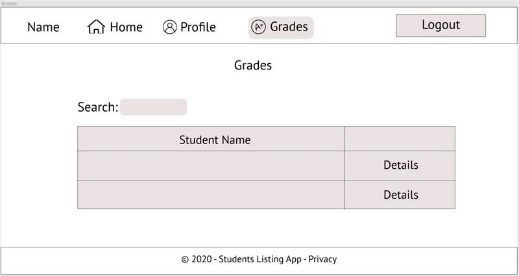 Name Home Profile Grades Logout
Grades
Search:
Student Name
Details
Details
© 2020 - Students Listing App - Privacy